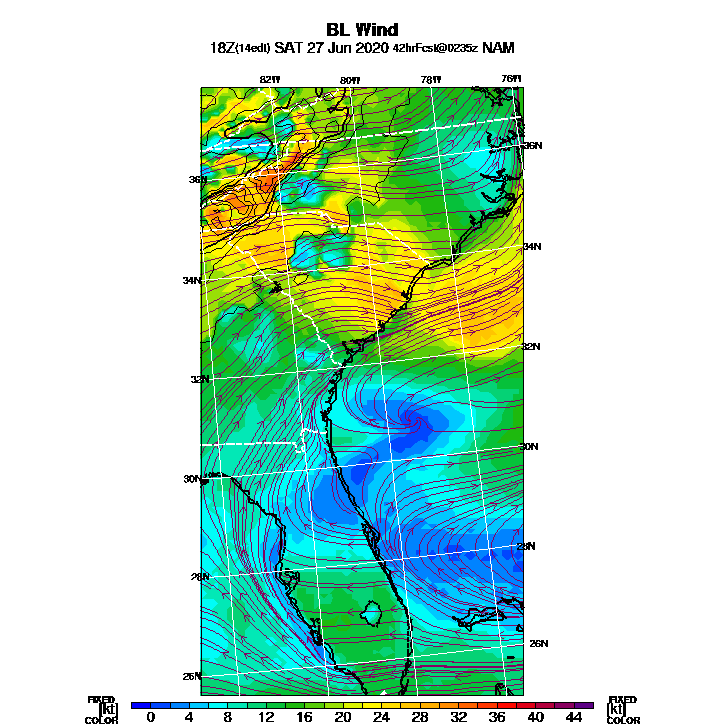 BL Wind
18Z(14edt) SAT 27 Jun 2020 42hrFcst@0235z NAM
82W 80W 78W 76W
36N
36N
34N
34N
32N
32N
30N
30N
28N
28N
26N
26N
FIXED FIXED
[kt] 0 4 8 12 16 20 24 28 32 36 40 44 [kt]
COLOR COLOR